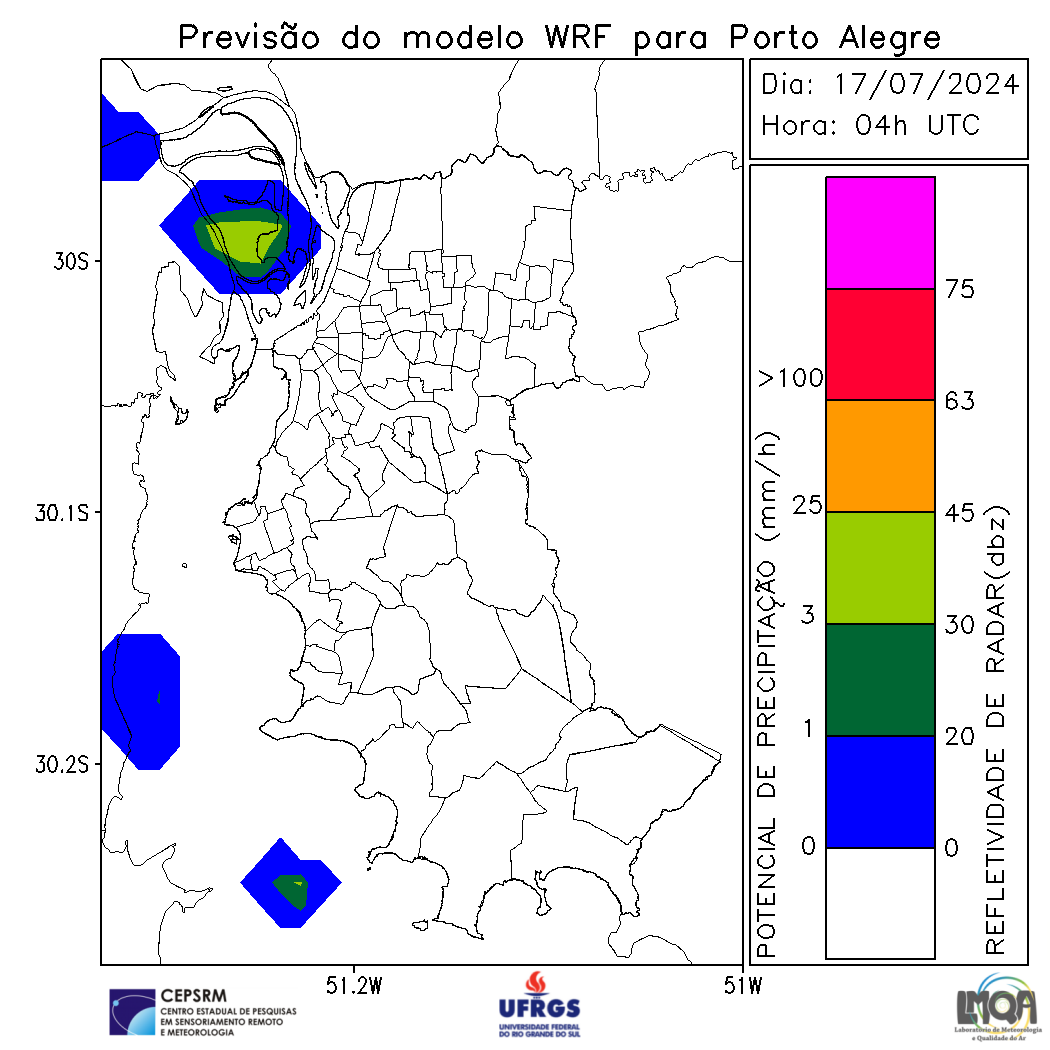 Previsão do modelo WRF para Porto Alegre
Dia: 17/07/2024
Hora: 04h UTC
30S
30.1S
30.2S
51.2W
51W
POTENCIAL DE PRECIPITAÇÃO (mm/h)
>100
25
3
1
0
75
63
45
30
20
0
REFLETIVIDADE DE RADAR(dbz)
CEPSRM
CENTRO ESTADUAL DE PESQUISAS
EM SENSORIAMENTO REMOTO
E METEOROLOGIA
UFRGS
UNIVERSIDADE FEDERAL
DO RIO GRANDE DO SUL
LMQA
Laboratório de Meteorologia
e Qualidade do Ar